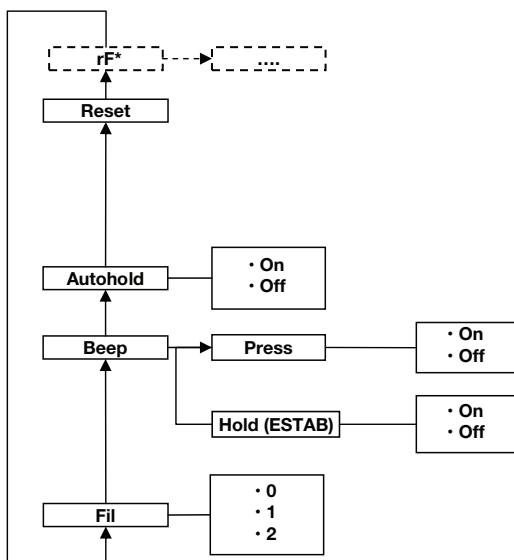 rF*
....
Reset
Autohold
· On
· Off
Beep
Press
· On
· Off
Hold (ESTAB)
· On
· Off
Fil
· 0
· 1
· 2